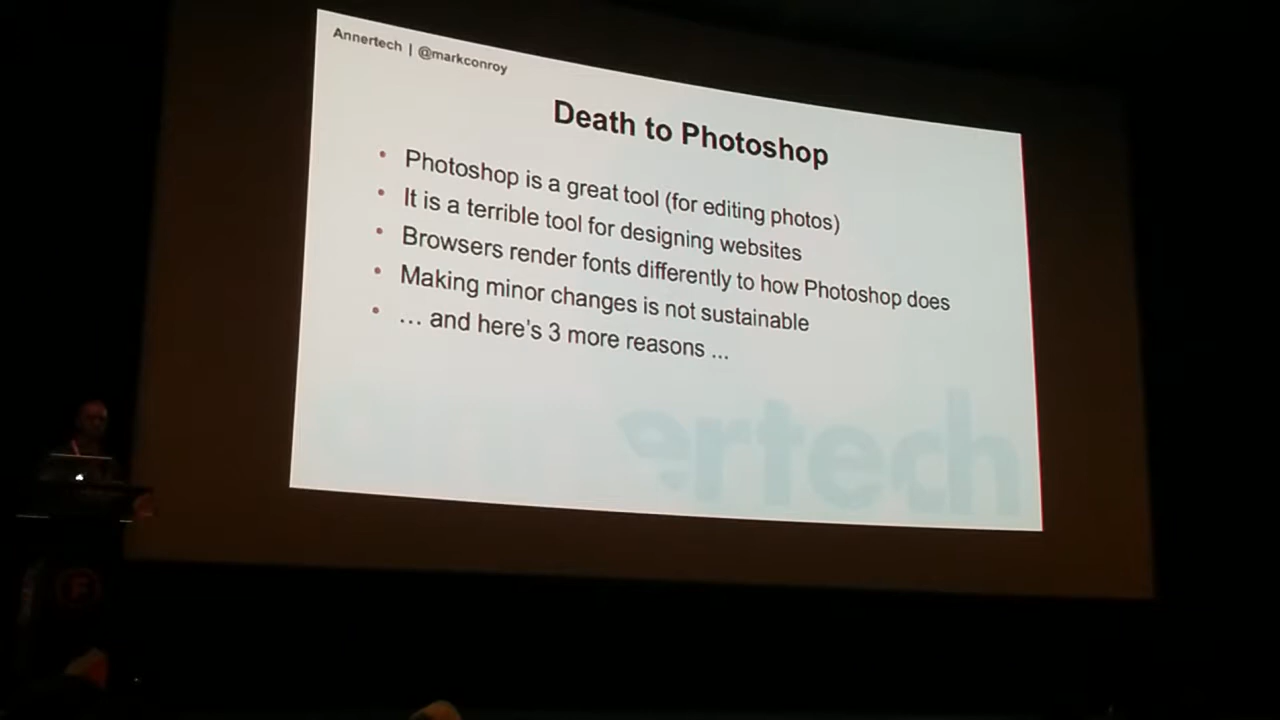 Annertech | @markconroy
Death to Photoshop
• Photoshop is a great tool (for editing photos)
• It is a terrible tool for designing websites
• Browsers render fonts differently to how Photoshop does
• Making minor changes is not sustainable
• … and here's 3 more reasons ...
annertech
F